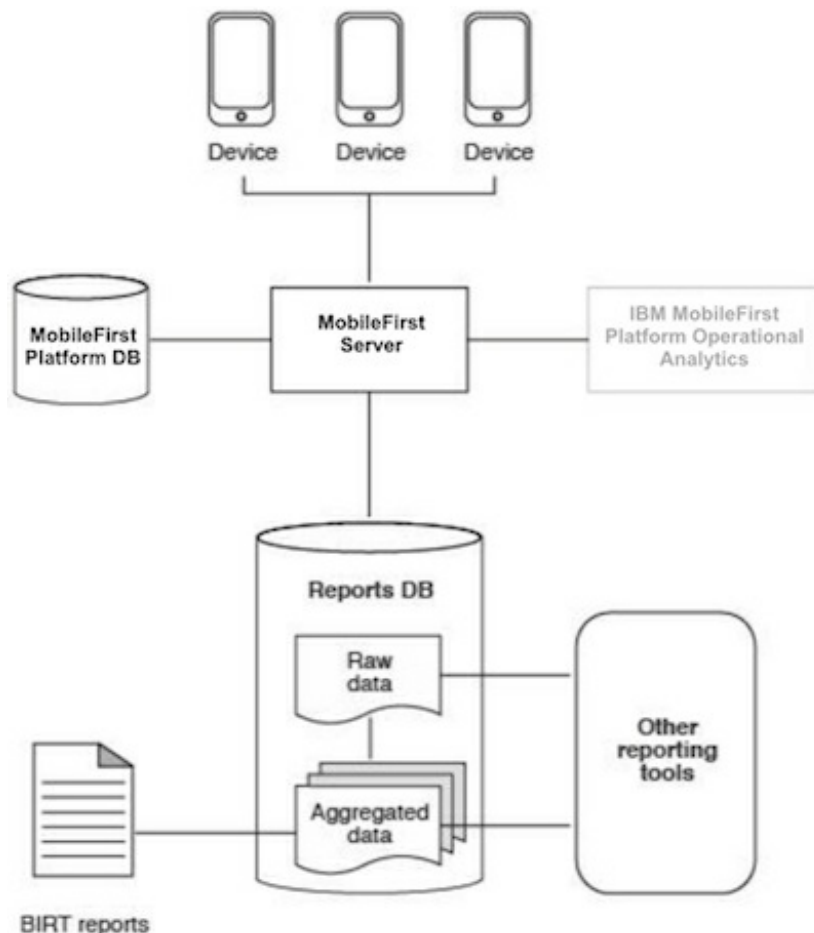 Device
Device
Device
MobileFirst
Platform DB
MobileFirst
Server
IBM MobileFirst
Platform Operational
Analytics
Reports DB
Raw
data
Aggregated
data
Other
reporting
tools
BIRT reports